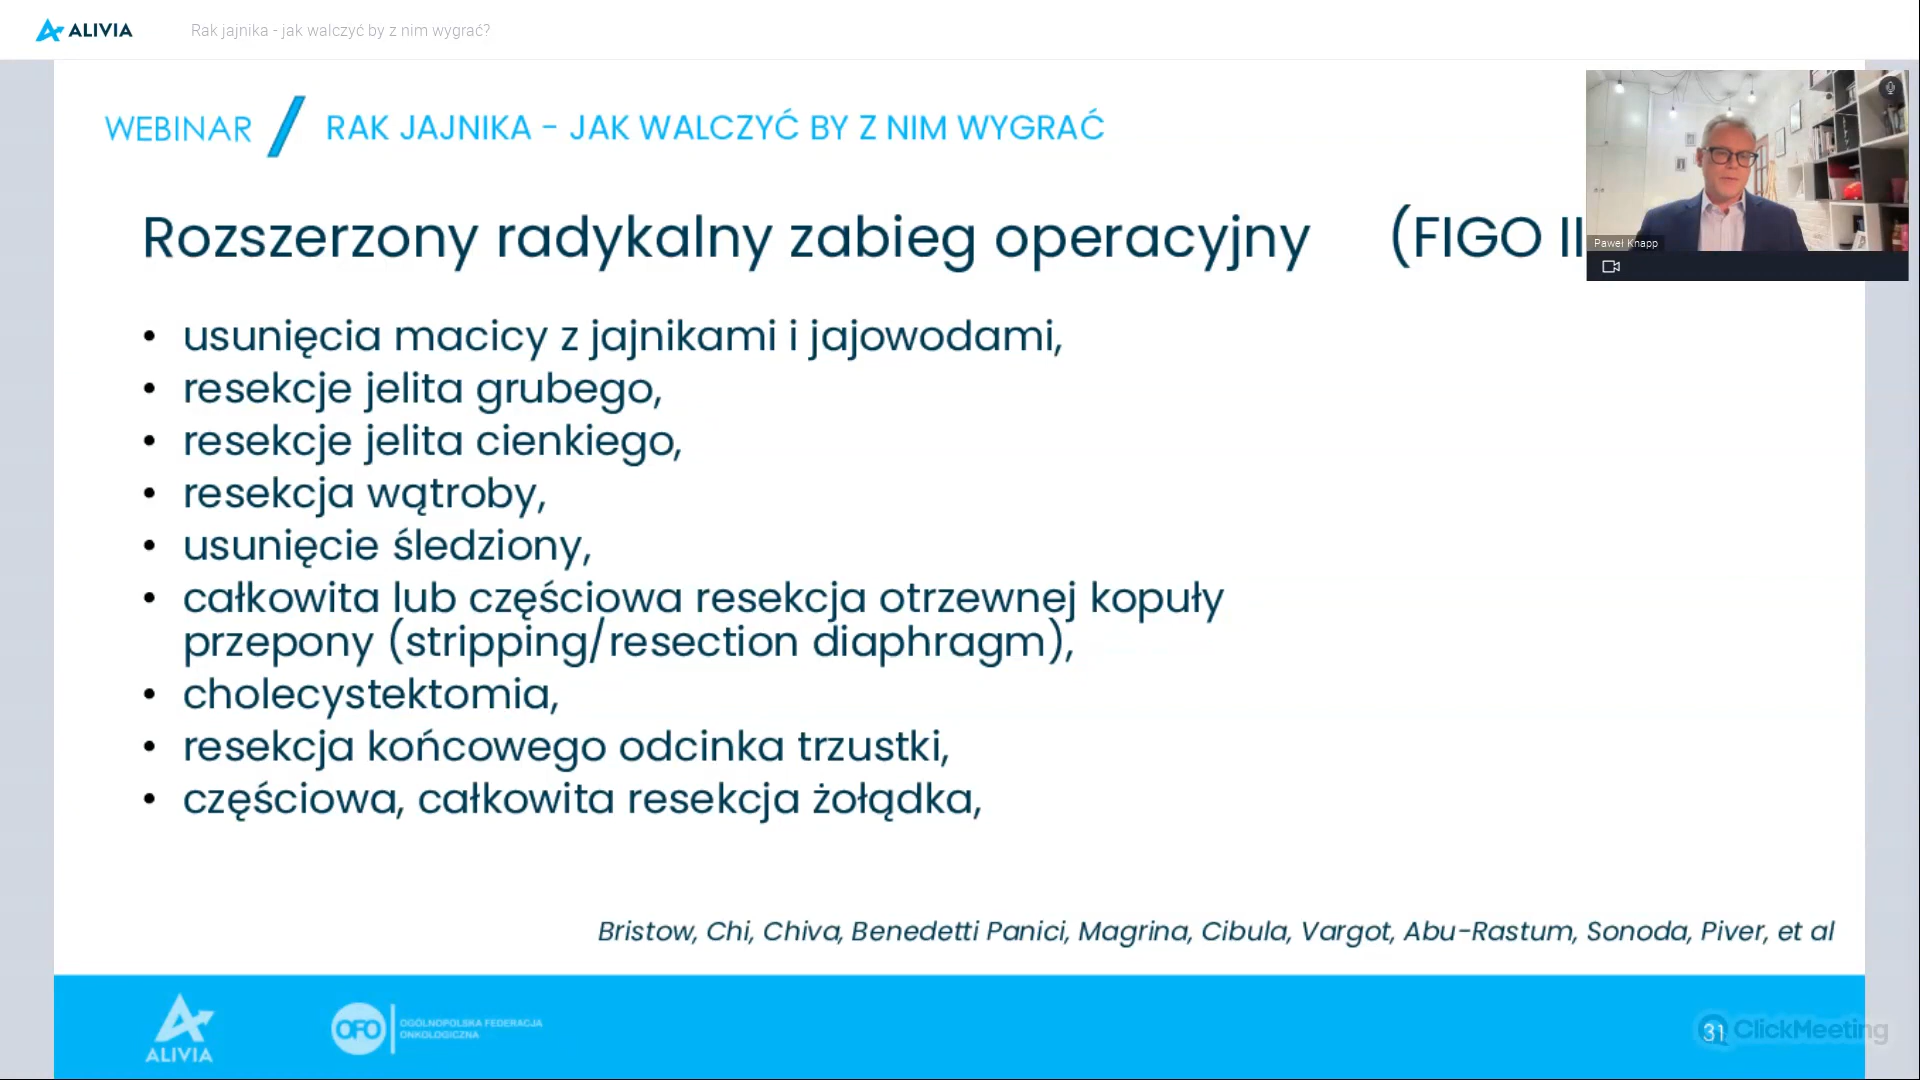 ALIVIA
Rak jajnika - jak walczyć by z nim wygrać?
WEBINAR / RAK JAJNIKA - JAK WALCZYĆ BY Z NIM WYGRAĆ
Rozszerzony radykalny zabieg operacyjny (FIGO II
Paweł Knapp
• usunięcia macicy z jajnikami i jajowodami,
• resekcje jelita grubego,
• resekcje jelita cienkiego,
• resekcja wątroby,
• usunięcie śledziony,
• całkowita lub częściowa resekcja otrzewnej kopuły
przepony (stripping/resection diaphragm),
• cholecystektomia,
• resekcja końcowego odcinka trzustki,
• częściowa, całkowita resekcja żołądka,
Bristow, Chi, Chiva, Benedetti Panici, Magrina, Cibula, Vargot, Abu-Rastum, Sonoda, Piver, et al
ALIVIA
OFO
OGÓLNOPOLSKA FEDERACJA
ONKOLOGICZNA
31
ClickMeeting